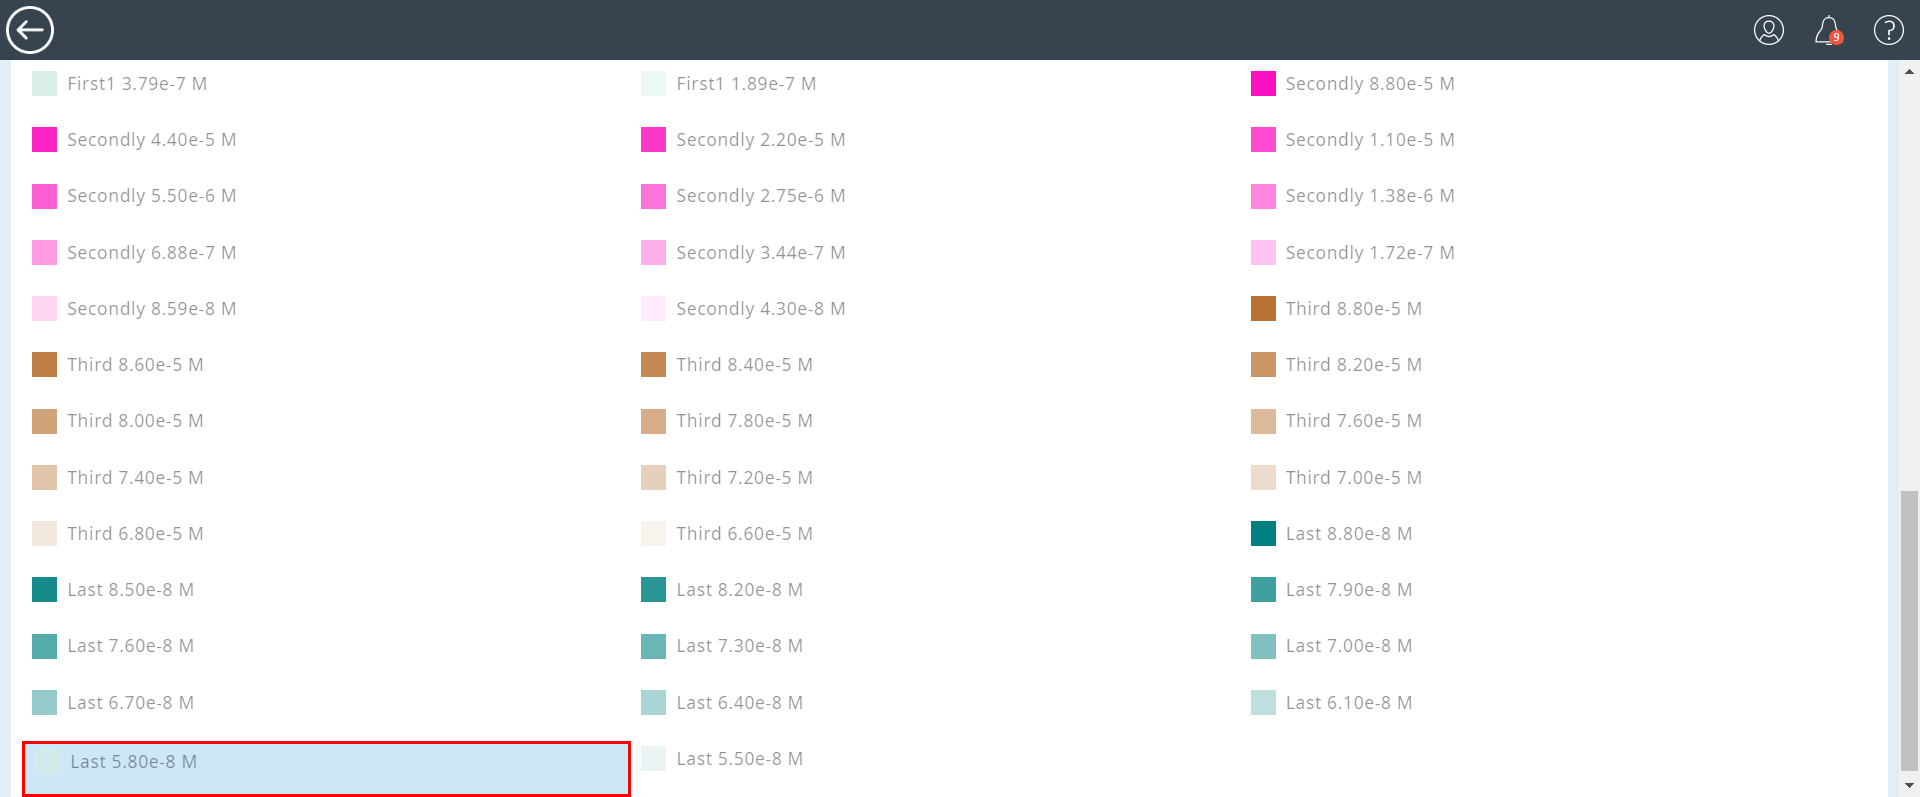 9
?
First1 3.79e-7 M
First1 1.89e-7 M
Secondly 8.80e-5 M
Secondly 4.40e-5 M
Secondly 2.20e-5 M
Secondly 1.10e-5 M
Secondly 5.50e-6 M
Secondly 2.75e-6 M
Secondly 1.38e-6 M
Secondly 6.88e-7 M
Secondly 3.44e-7 M
Secondly 1.72e-7 M
Secondly 8.59e-8 M
Secondly 4.30e-8 M
Third 8.80e-5 M
Third 8.60e-5 M
Third 8.40e-5 M
Third 8.20e-5 M
Third 8.00e-5 M
Third 7.80e-5 M
Third 7.60e-5 M
Third 7.40e-5 M
Third 7.20e-5 M
Third 7.00e-5 M
Third 6.80e-5 M
Third 6.60e-5 M
Last 8.80e-8 M
Last 8.50e-8 M
Last 8.20e-8 M
Last 7.90e-8 M
Last 7.60e-8 M
Last 7.30e-8 M
Last 7.00e-8 M
Last 6.70e-8 M
Last 6.40e-8 M
Last 6.10e-8 M
Last 5.80e-8 M
Last 5.50e-8 M